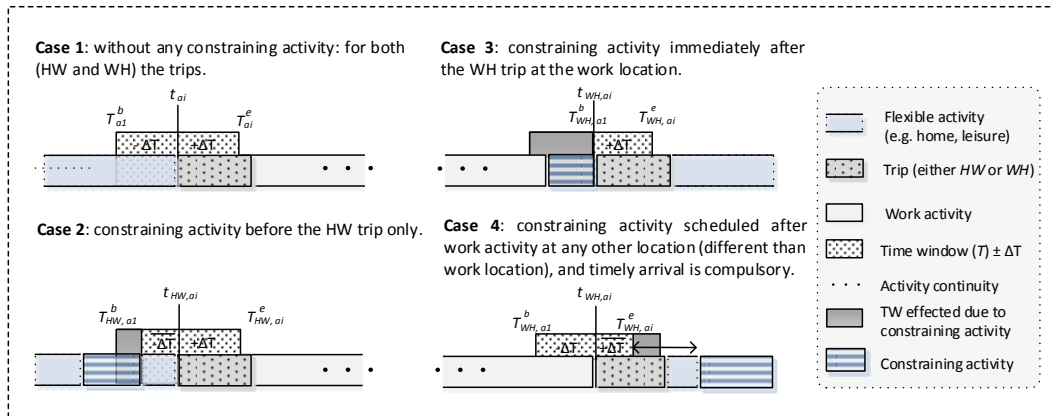 Case 1: without any constraining activity: for both
(HW and WH) the trips.
t_ai
T^b_a1
T^e_ai
- ΔT
+ΔT
Case 2: constraining activity before the HW trip only.
t_HW,ai
T^b_HW, a1
T^e_HW, ai
-ΔT
+ΔT
Case 3: constraining activity immediately after
the WH trip at the work location.
t_WH,ai
T^b_WH, a1
T^e_WH, ai
+ΔT
Case 4: constraining activity scheduled after
work activity at any other location (different than
work location), and timely arrival is compulsory.
t_WH,ai
T^b_WH, a1
T^e_WH, ai
-ΔT
+ΔT
Flexible activity
(e.g. home, leisure)
Trip (either HW or WH)
Work activity
Time window (T) ± ΔT
Activity continuity
TW effected due to
constraining activity
Constraining activity